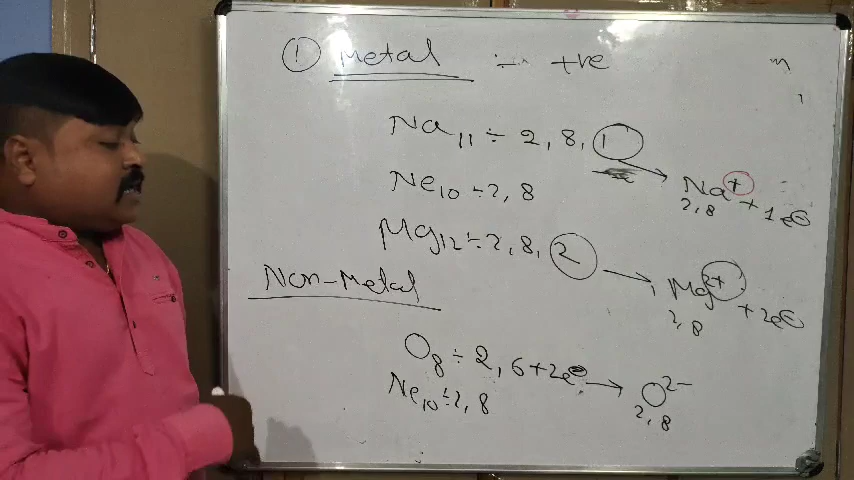 ① Metal :- +ve
Na₁₁ ÷ 2, 8, 1 → Na⁺ + 1e⊖
2, 8
Ne₁₀ ÷ 2, 8
Mg₁₂ ÷ 2, 8, 2 → Mg²⁺ + 2e⊖
2, 8
Non-Metal
O₈ ÷ 2, 6 + 2e⊖ → O²⁻
2, 8
Ne₁₀ ÷ 2, 8